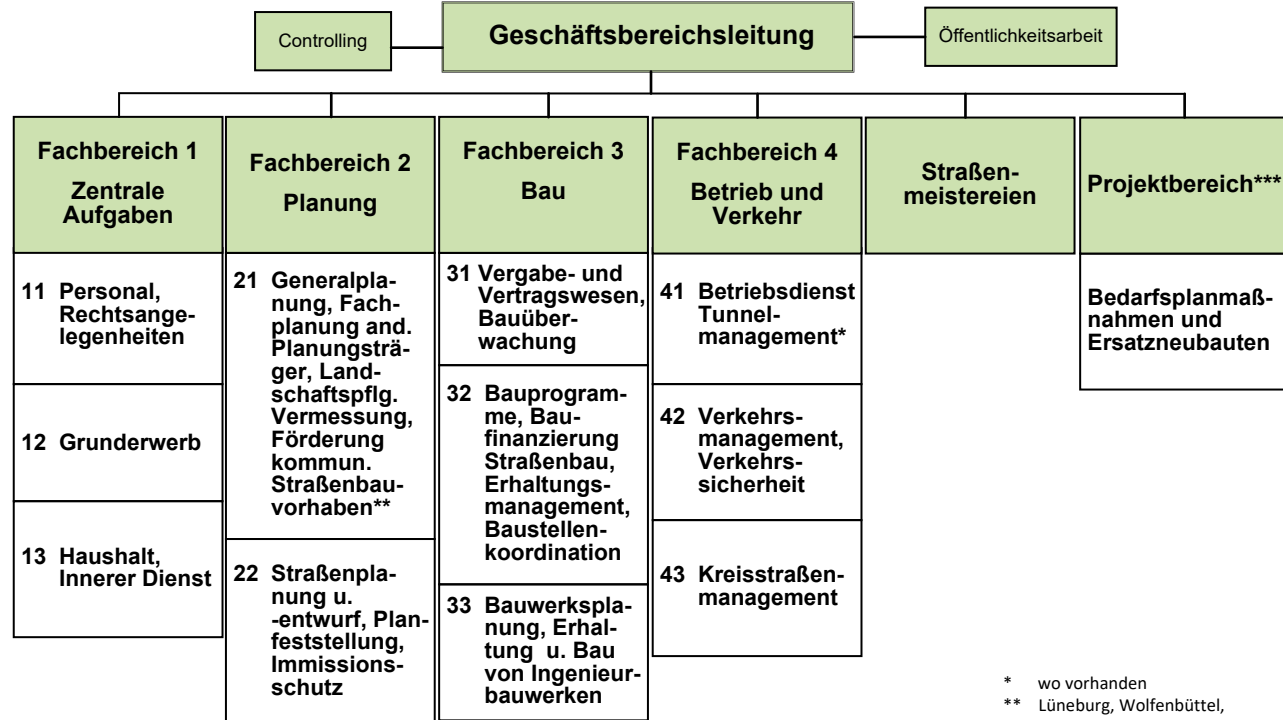 Controlling
Geschäftsbereichsleitung
Öffentlichkeitsarbeit
Fachbereich 1
Zentrale
Aufgaben
Fachbereich 2
Planung
Fachbereich 3
Bau
Fachbereich 4
Betrieb und
Verkehr
Straßen-
meistereien
Projektbereich***
11 Personal,
Rechtsange-
legenheiten
12 Grunderwerb
13 Haushalt,
Innerer Dienst
21 Generalpla-
nung, Fach-
planung and.
Planungsträ-
ger, Land-
schaftspflg.
Vermessung,
Förderung
kommun.
Straßenbau-
vorhaben**
22 Straßenpla-
nung u.
-entwurf, Plan-
feststellung,
Immissions-
schutz
31 Vergabe- und
Vertragswesen,
Bauüber-
wachung
32 Bauprogram-
me, Bau-
finanzierung
Straßenbau,
Erhaltungs-
management,
Baustellen-
koordination
33 Bauwerkspla-
nung, Erhal-
tung u. Bau
von Ingenieur-
bauwerken
41 Betriebsdienst
Tunnel-
management*
42 Verkehrs-
management,
Verkehrs-
sicherheit
43 Kreisstraßen-
management
Bedarfsplanmaß-
nahmen und
Ersatzneubauten
* wo vorhanden
** Lüneburg, Wolfenbüttel,